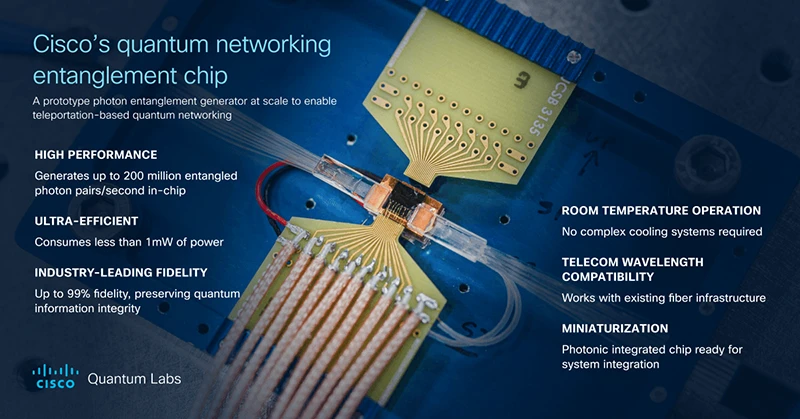 Cisco's quantum networking
entanglement chip
A prototype photon entanglement generator at scale to enable
teleportation-based quantum networking
HIGH PERFORMANCE
Generates up to 200 million entangled
photon pairs/second in-chip
ULTRA-EFFICIENT
Consumes less than 1mW of power
INDUSTRY-LEADING FIDELITY
Up to 99% fidelity, preserving quantum
information integrity
ROOM TEMPERATURE OPERATION
No complex cooling systems required
TELECOM WAVELENGTH
COMPATIBILITY
Works with existing fiber infrastructure
MINIATURIZATION
Photonic integrated chip ready for
system integration
CISCO
Quantum Labs
UCSB 3135
3